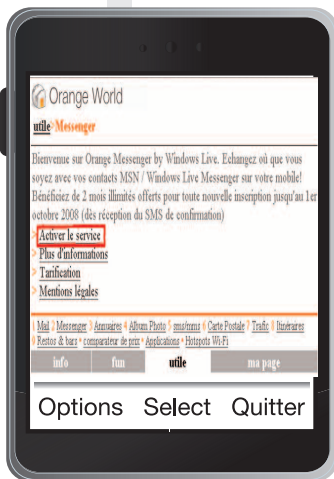 Orange World
utile>Messenger
Bienvenue sur Orange Messenger by Windows Live. Echangez où que vous
soyez avec vos contacts MSN / Windows Live Messenger sur votre mobile!
Bénéficiez de 2 mois illimités offerts pour toute nouvelle inscription jusqu'au 1er
octobre 2008 (dès réception du SMS de confirmation)
> Activer le service
> Plus d'informations
> Tarification
> Mentions légales
1 Mail 2 Messenger 3 Annuaires 4 Album Photo 5 sms/mms 6 Carte Postale 7 Trafic 8 Itinéraires
9 Restos & bars * comparateur de prix * Applications * Hotspots Wi-Fi
info fun utile ma page
Options Select Quitter